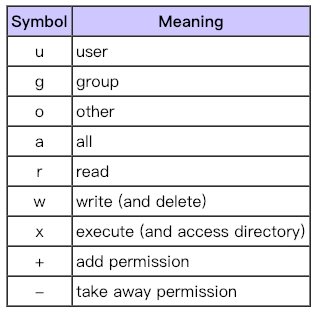 Symbol Meaning
u user
g group
o other
a all
r read
w write (and delete)
x execute (and access directory)
+ add permission
– take away permission